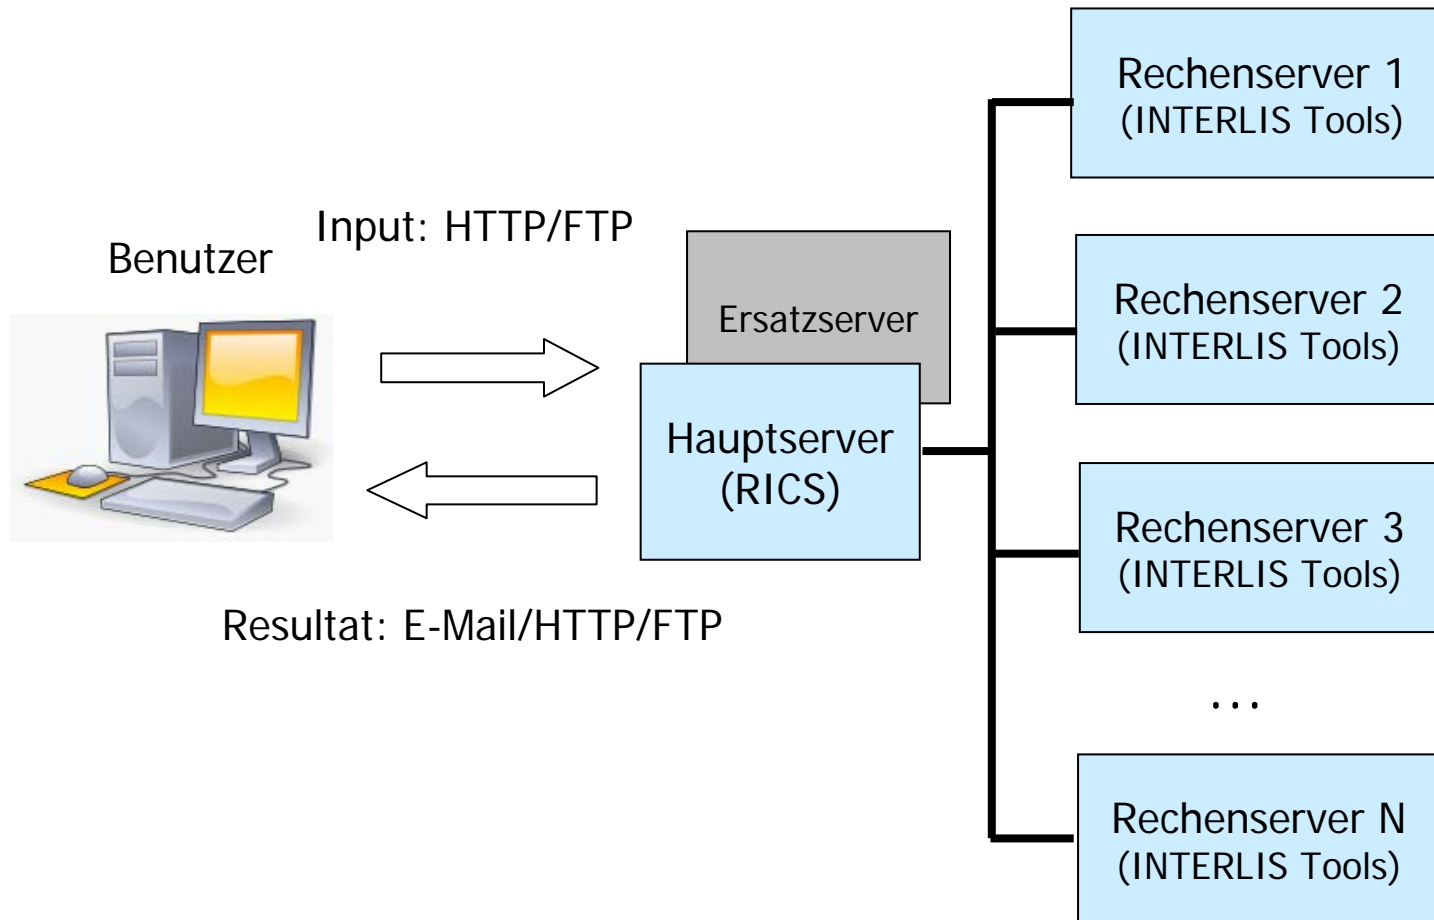 Benutzer
Input: HTTP/FTP
Resultat: E-Mail/HTTP/FTP
Ersatzserver
Hauptserver
(RICS)
Rechenserver 1
(INTERLIS Tools)
Rechenserver 2
(INTERLIS Tools)
Rechenserver 3
(INTERLIS Tools)
...
Rechenserver N
(INTERLIS Tools)